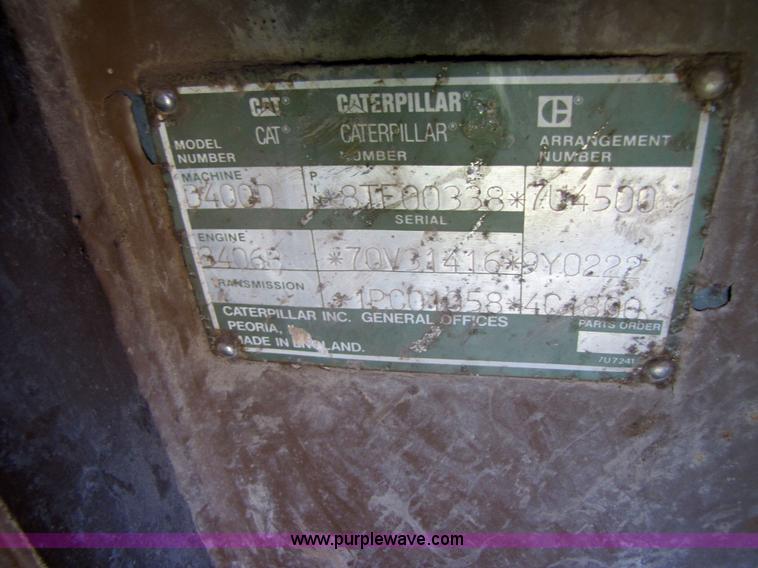 CAT® CATERPILLAR
CAT® CATERPILLAR®
MODEL NUMBER NUMBER ARRANGEMENT NUMBER
MACHINE PIN
D400D *8TF00338* 7U4500
SERIAL
ENGINE
*70V31416* 9Y0222
TRANSMISSION
CATERPILLAR INC. GENERAL OFFICES
PEORIA,
MADE IN ENGLAND. PARTS ORDER
7U7241
www.purplewave.com